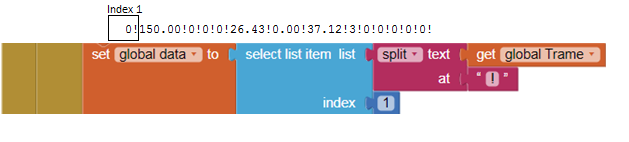 Index 1
0!150.00!0!0!0!26.43!0.00!37.12!3!0!0!0!0!0!
set global data to select list item list split text get global Trame
at " ! "
index 1